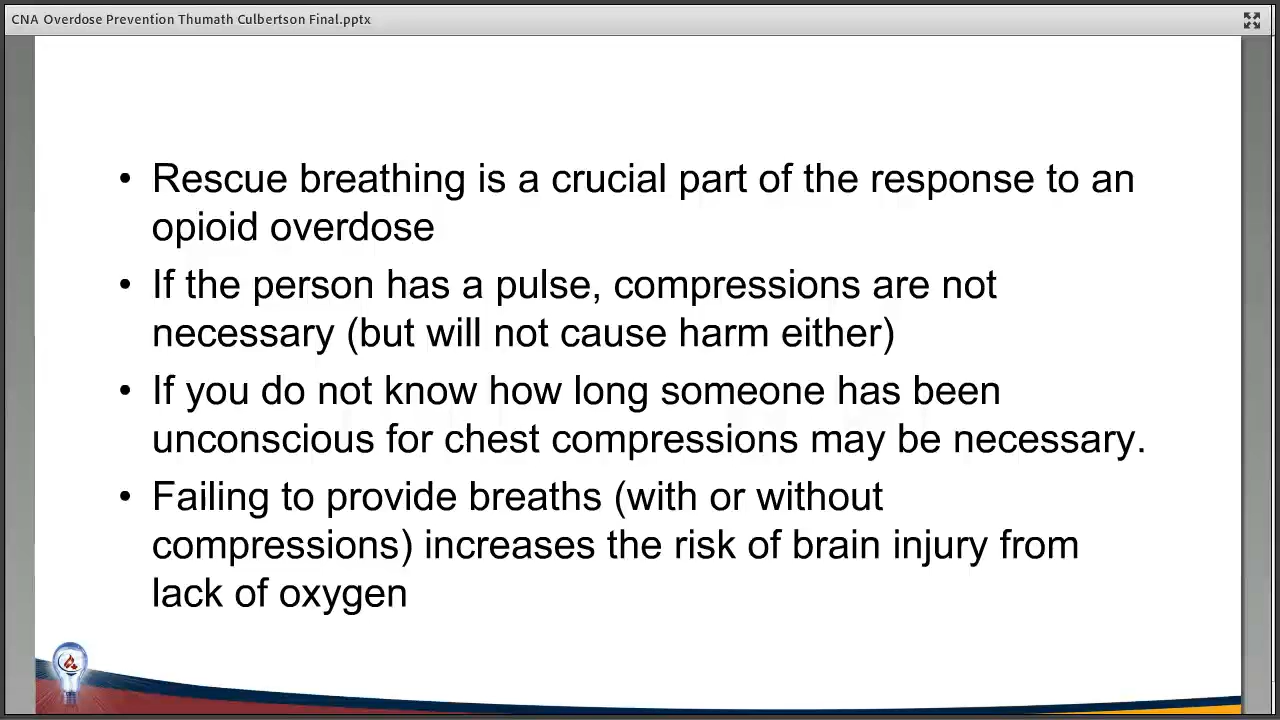 CNA Overdose Prevention Thumath Culbertson Final.pptx
• Rescue breathing is a crucial part of the response to an
opioid overdose
• If the person has a pulse, compressions are not
necessary (but will not cause harm either)
• If you do not know how long someone has been
unconscious for chest compressions may be necessary.
• Failing to provide breaths (with or without
compressions) increases the risk of brain injury from
lack of oxygen